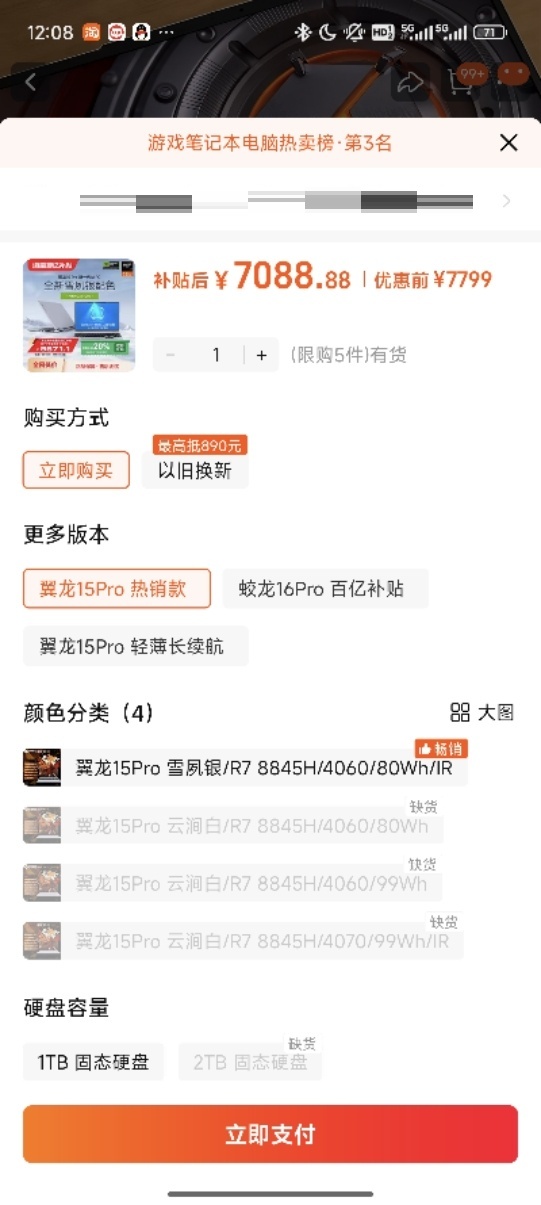 12:08 淘 ··· HD 5G 5G 71
99+
游戏笔记本电脑热卖榜·第3名
补贴后 ¥7088.88 | 优惠前 ¥7799
全新雪夙银配色
− 1 + (限购5件)有货
购买方式
最高抵890元
立即购买 以旧换新
更多版本
翼龙15Pro 热销款 蛟龙16Pro 百亿补贴
翼龙15Pro 轻薄长续航
颜色分类（4） 大图
畅销
翼龙15Pro 雪夙银/R7 8845H/4060/80Wh/IR
缺货
翼龙15Pro 云涧白/R7 8845H/4060/80Wh
缺货
翼龙15Pro 云涧白/R7 8845H/4060/99Wh
缺货
翼龙15Pro 云涧白/R7 8845H/4070/99Wh/IR
硬盘容量
缺货
1TB 固态硬盘 2TB 固态硬盘
立即支付